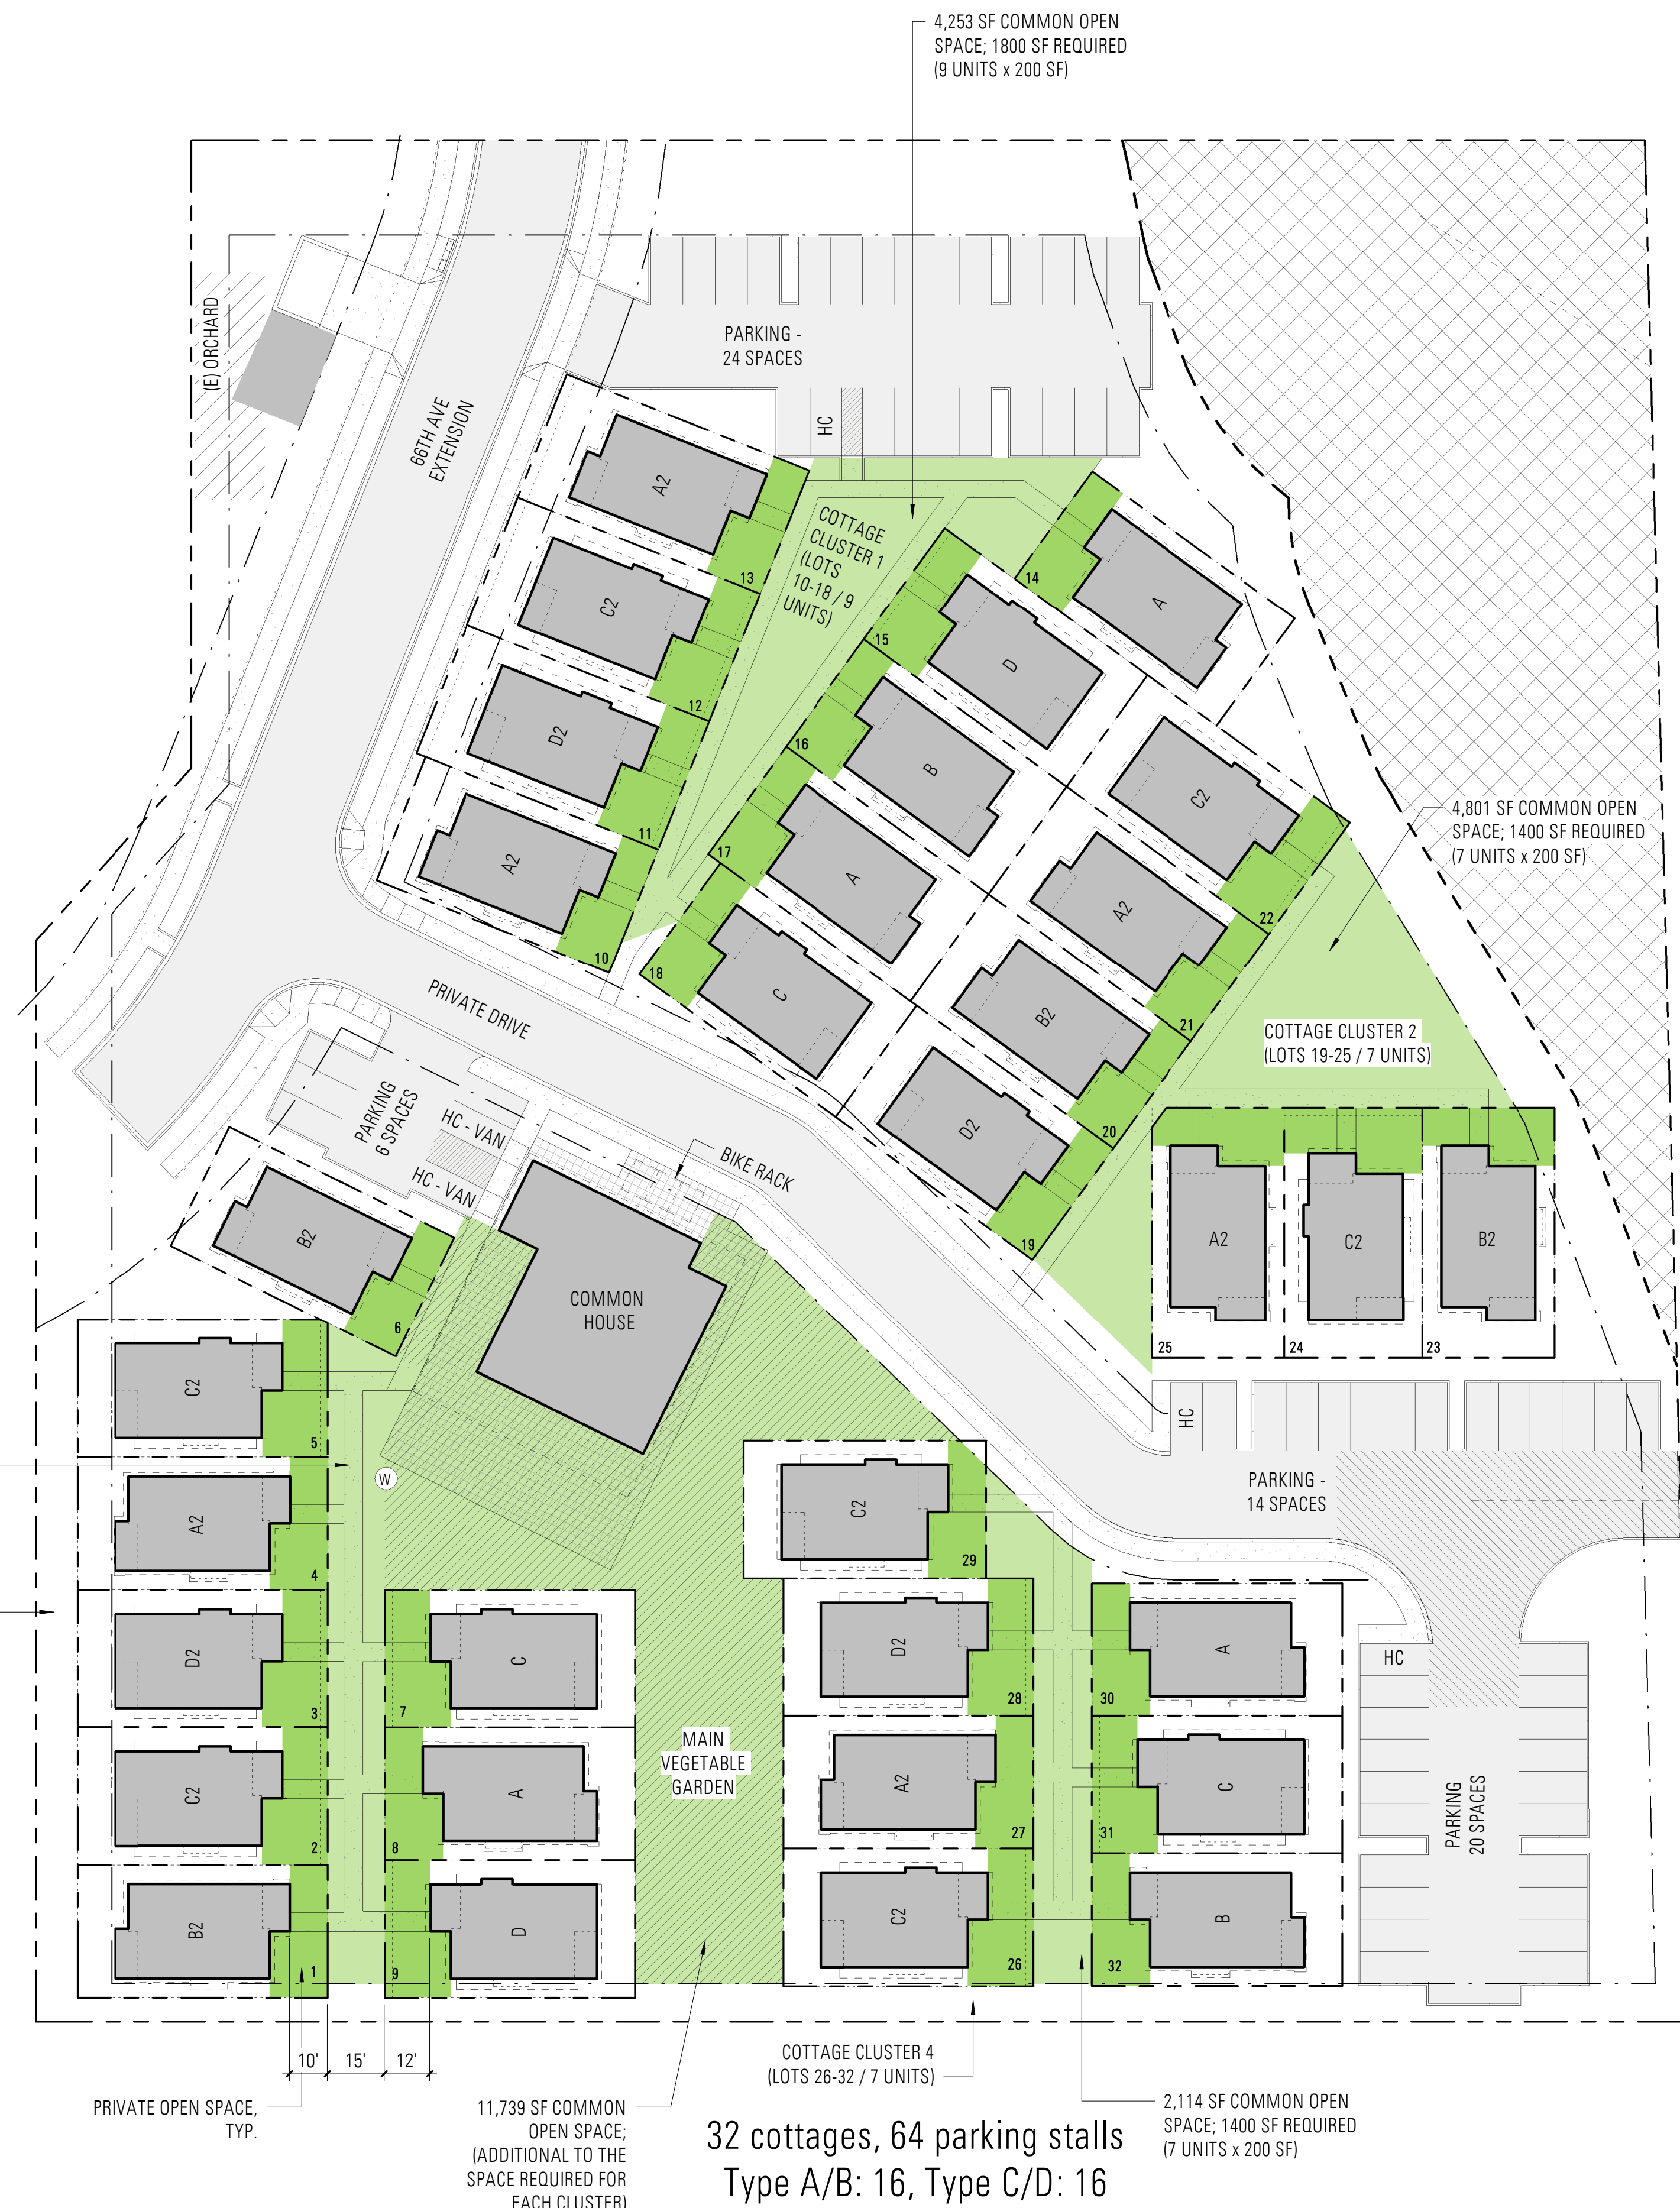 4,253 SF COMMON OPEN
SPACE; 1800 SF REQUIRED
(9 UNITS x 200 SF)
(E) ORCHARD
66TH AVE
EXTENSION
PARKING -
24 SPACES
HC
A2
13
C2
12
D2
11
A2
10
COTTAGE
CLUSTER 1
(LOTS
10-18 / 9
UNITS)
14
A
15
D
16
B
17
A
18
C
C2
22
A2
21
B2
20
D2
19
4,801 SF COMMON OPEN
SPACE; 1400 SF REQUIRED
(7 UNITS x 200 SF)
COTTAGE CLUSTER 2
(LOTS 19-25 / 7 UNITS)
A2
25
C2
24
B2
23
PRIVATE DRIVE
PARKING
6 SPACES
HC - VAN
HC - VAN
BIKE RACK
B2
6
COMMON
HOUSE
W
C2
5
A2
4
D2
3
C2
2
B2
1
C
7
A
8
D
9
MAIN
VEGETABLE
GARDEN
C2
29
D2
28
A2
27
C2
26
A
30
C
31
B
32
HC
PARKING -
14 SPACES
HC
PARKING
20 SPACES
10'
15'
12'
PRIVATE OPEN SPACE,
TYP.
11,739 SF COMMON
OPEN SPACE;
(ADDITIONAL TO THE
SPACE REQUIRED FOR
EACH CLUSTER)
COTTAGE CLUSTER 4
(LOTS 26-32 / 7 UNITS)
2,114 SF COMMON OPEN
SPACE; 1400 SF REQUIRED
(7 UNITS x 200 SF)
32 cottages, 64 parking stalls
Type A/B: 16, Type C/D: 16